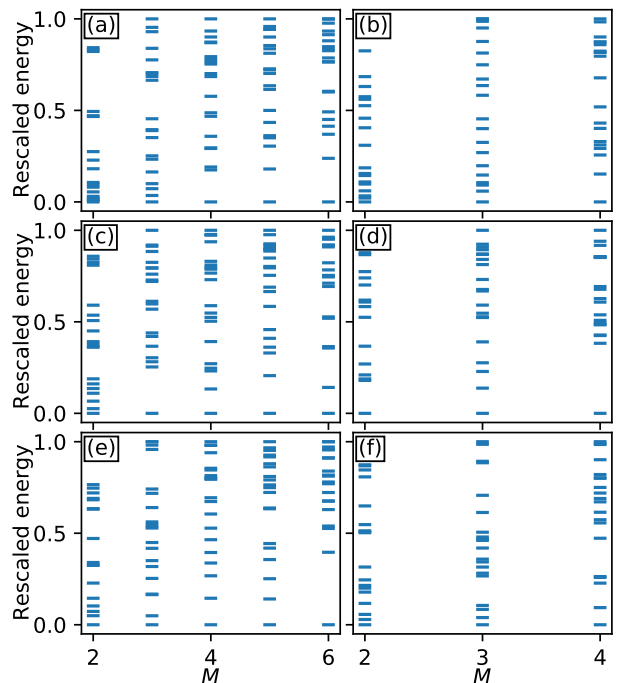 (a) (b)
1.0
Rescaled energy
0.5
0.0
(c) (d)
1.0
Rescaled energy
0.5
0.0
(e) (f)
1.0
Rescaled energy
0.5
0.0
2 4 6 2 3 4
M M